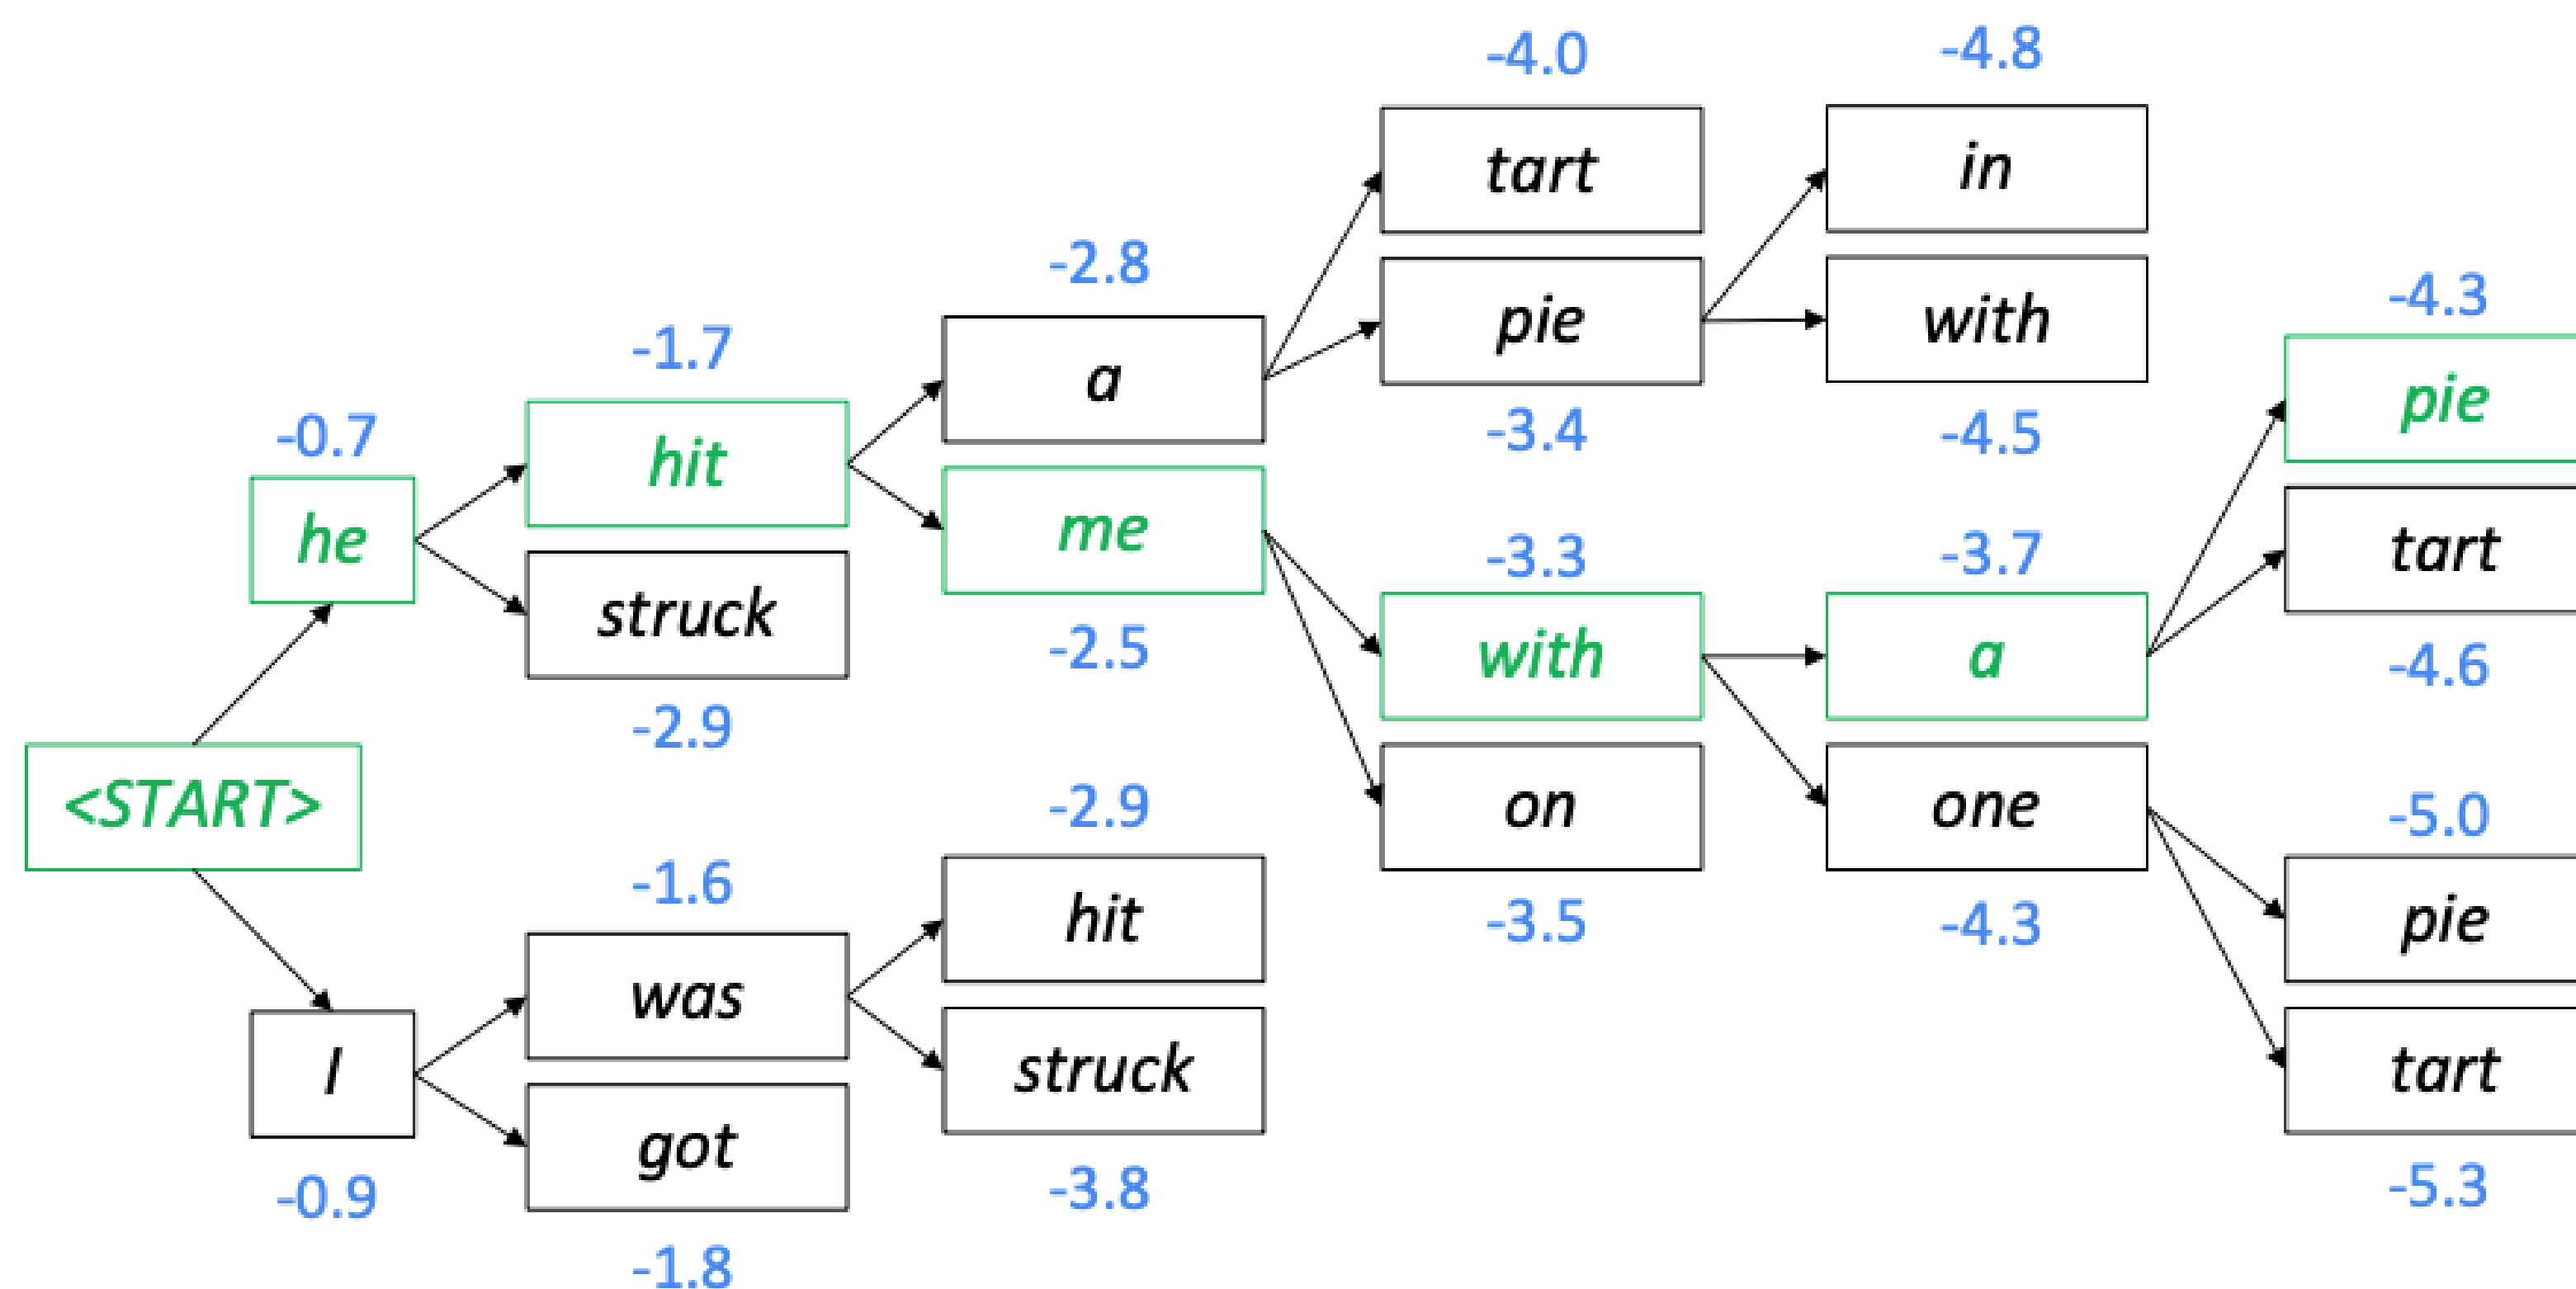 -4.0
-4.8
tart
in
-2.8
-4.3
-1.7
a
pie
with
pie
-0.7
hit
-3.4
-4.5
he
me
-3.3
-3.7
tart
struck
-2.5
with
a
-4.6
-2.9
<START>
-2.9
on
one
-5.0
-1.6
hit
-3.5
-4.3
pie
was
I
struck
tart
got
-0.9
-3.8
-5.3
-1.8